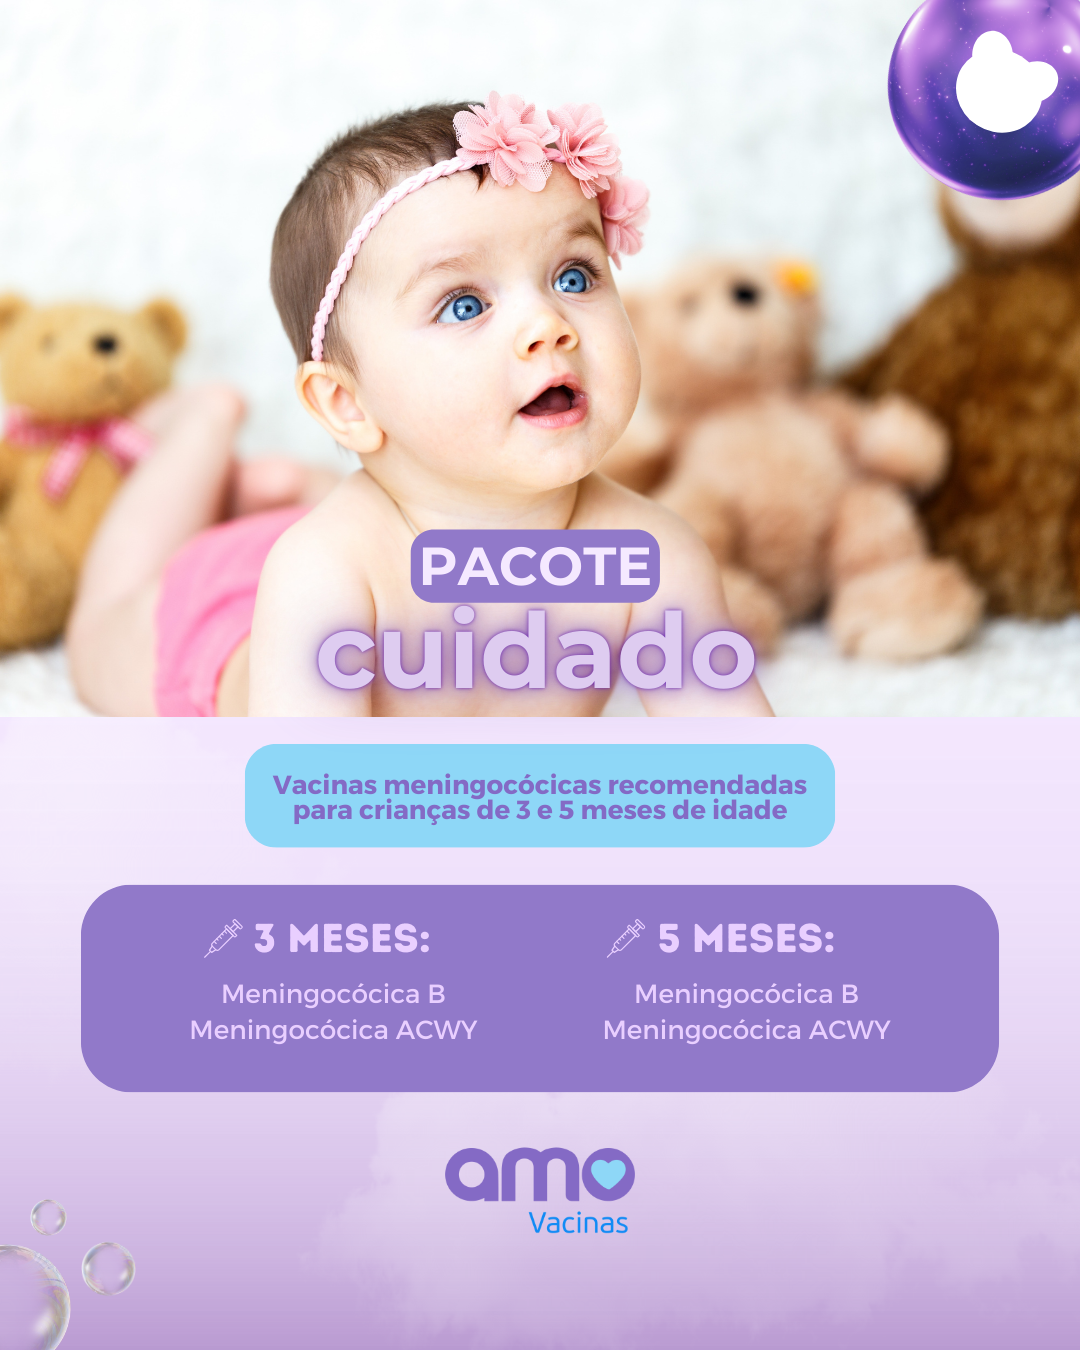 PACOTE
cuidado
Vacinas meningocócicas recomendadas
para crianças de 3 e 5 meses de idade
3 MESES:
Meningocócica B
Meningocócica ACWY
5 MESES:
Meningocócica B
Meningocócica ACWY
amo
Vacinas